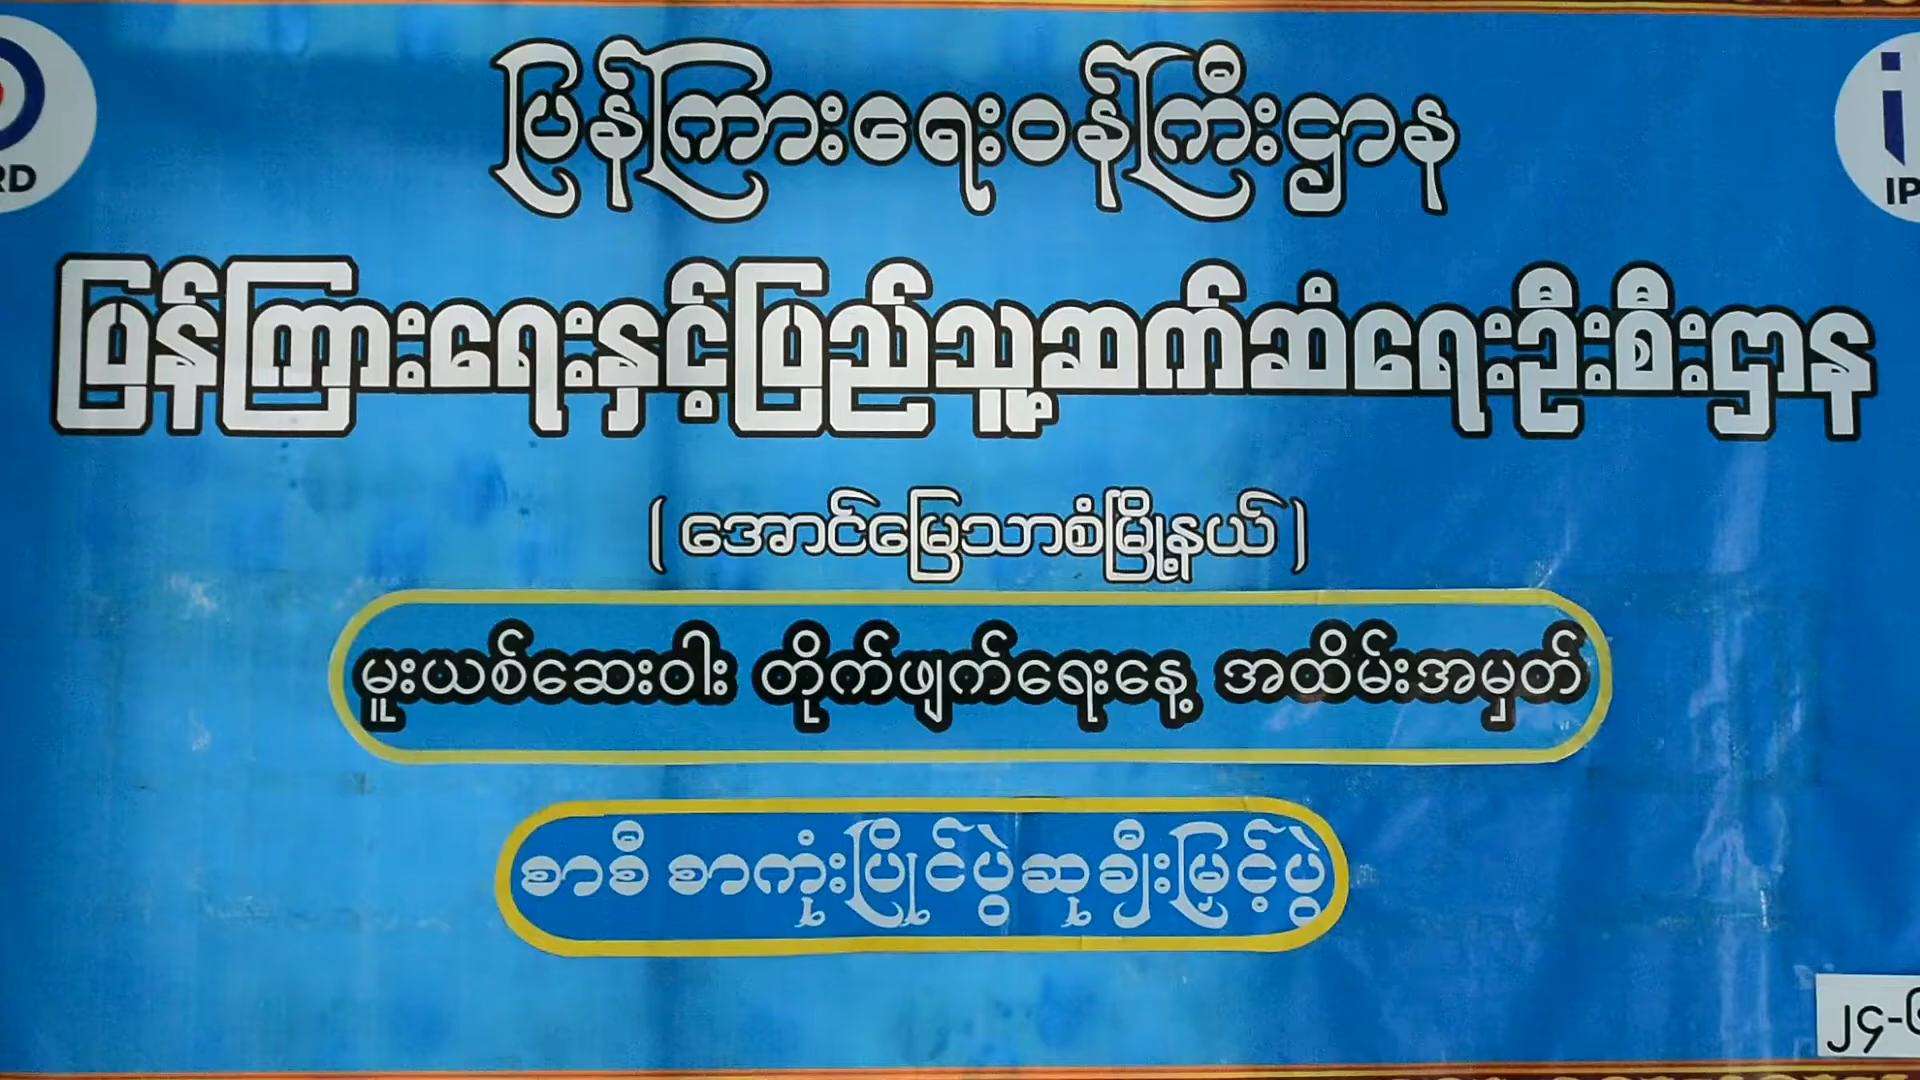 ပြန်ကြားရေးဝန်ကြီးဌာန
ပြန်ကြားရေးနှင့်ပြည်သူ့ဆက်ဆံရေးဦးစီးဌာန
( အောင်မြေသာစံမြို့နယ် )
မူးယစ်ဆေးဝါး တိုက်ဖျက်ရေးနေ့ အထိမ်းအမှတ်
စာစီ စာကုံးပြိုင်ပွဲဆုချီးမြှင့်ပွဲ